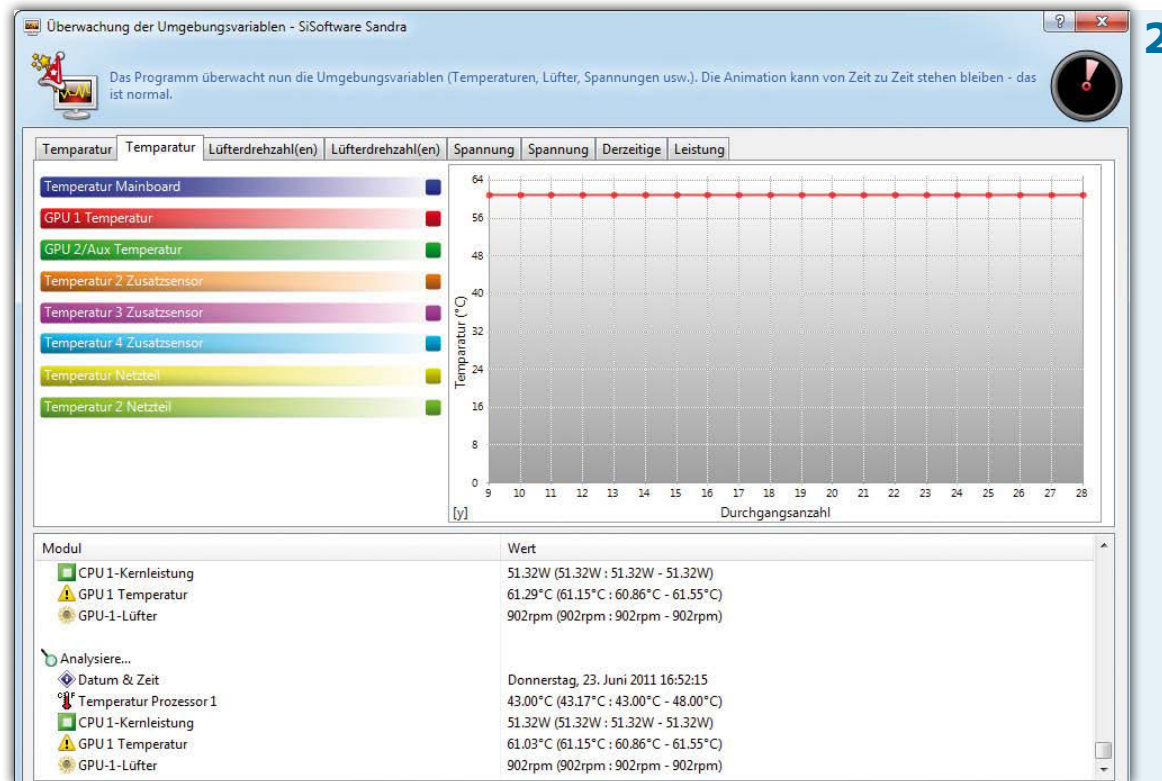 Überwachung der Umgebungsvariablen - SiSoftware Sandra
?
2
Das Programm überwacht nun die Umgebungsvariablen (Temperaturen, Lüfter, Spannungen usw.). Die Animation kann von Zeit zu Zeit stehen bleiben - das
ist normal.
Temparatur Temparatur Lüfterdrehzahl(en) Lüfterdrehzahl(en) Spannung Spannung Derzeitige Leistung
Temperatur Mainboard
GPU 1 Temperatur
GPU 2/Aux Temperatur
Temperatur 2 Zusatzsensor
Temperatur 3 Zusatzsensor
Temperatur 4 Zusatzsensor
Temperatur Netzteil
Temperatur 2 Netzteil
Temparatur (°C)
64
56
48
40
32
24
16
8
0
9 10 11 12 13 14 15 16 17 18 19 20 21 22 23 24 25 26 27 28
[y] Durchgangsanzahl
Modul Wert
CPU 1-Kernleistung 51.32W (51.32W : 51.32W - 51.32W)
GPU 1 Temperatur 61.29°C (61.15°C : 60.86°C - 61.55°C)
GPU-1-Lüfter 902rpm (902rpm : 902rpm - 902rpm)
Analysiere...
Datum & Zeit Donnerstag, 23. Juni 2011 16:52:15
Temperatur Prozessor 1 43.00°C (43.17°C : 43.00°C - 48.00°C)
CPU 1-Kernleistung 51.32W (51.32W : 51.32W - 51.32W)
GPU 1 Temperatur 61.03°C (61.15°C : 60.86°C - 61.55°C)
GPU-1-Lüfter 902rpm (902rpm : 902rpm - 902rpm)